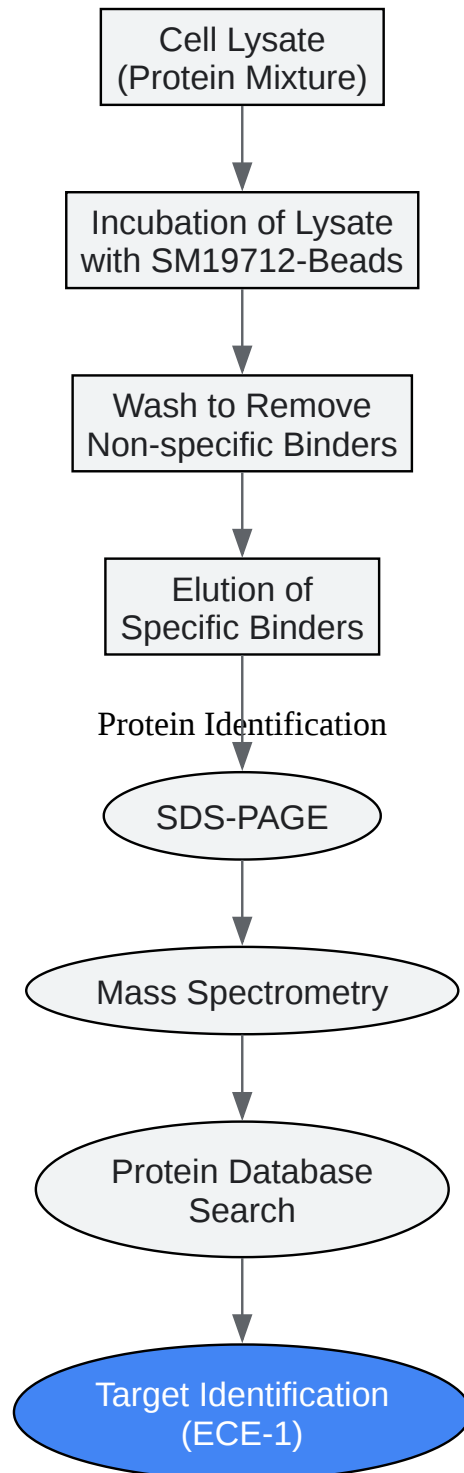 Cell Lysate
(Protein Mixture)
Incubation of Lysate
with SM19712-Beads
Wash to Remove
Non-specific Binders
Elution of
Specific Binders
Protein Identification
SDS-PAGE
Mass Spectrometry
Protein Database
Search
Target Identification
(ECE-1)